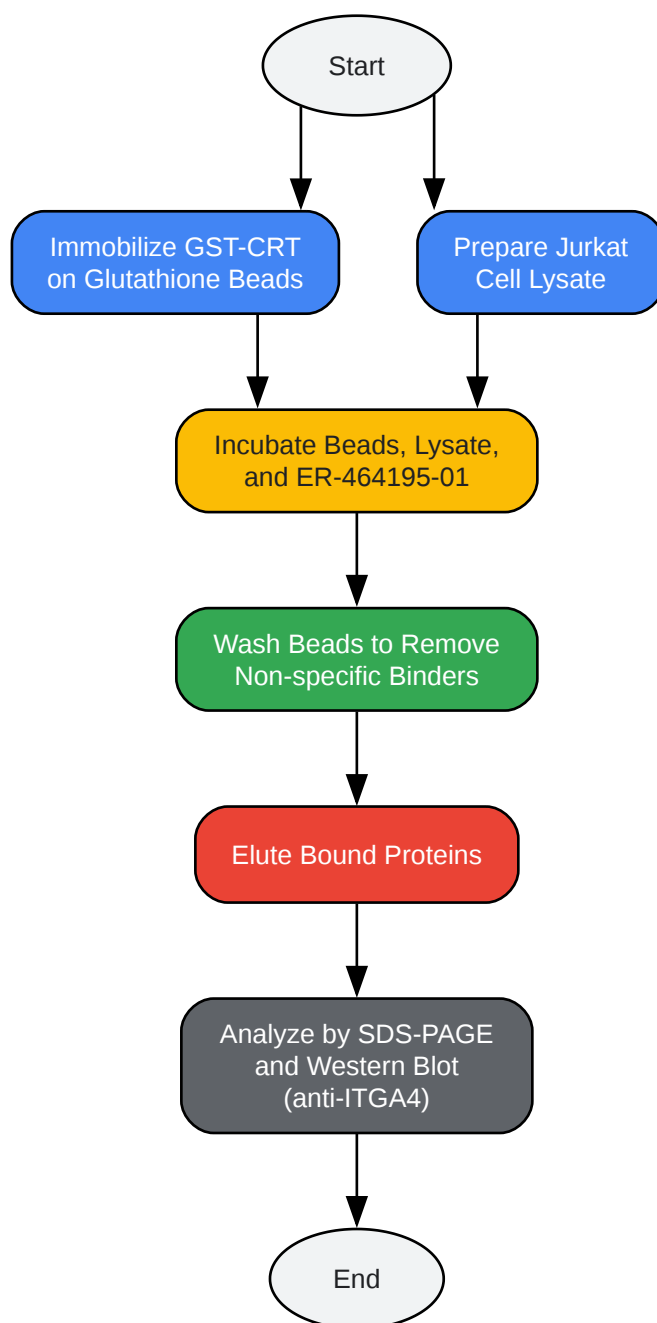 Start
Immobilize GST-CRT
on Glutathione Beads
Prepare Jurkat
Cell Lysate
Incubate Beads, Lysate,
and ER-464195-01
Wash Beads to Remove
Non-specific Binders
Elute Bound Proteins
Analyze by SDS-PAGE
and Western Blot
(anti-ITGA4)
End